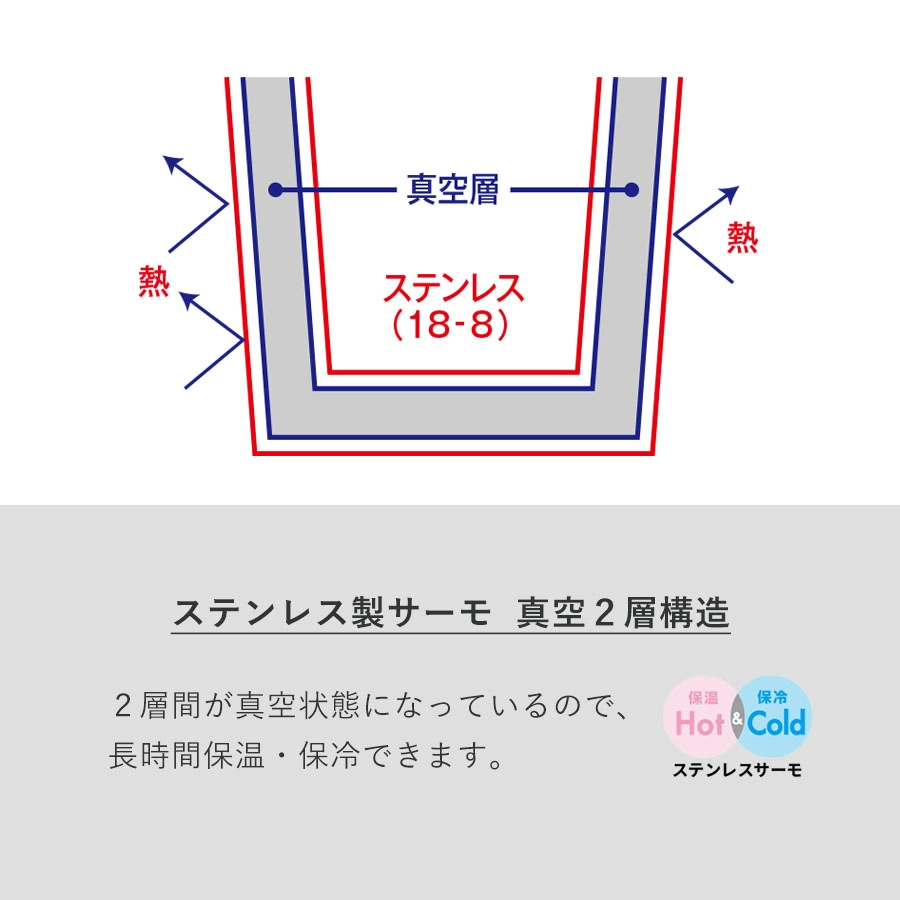 真空層
熱
熱
ステンレス
（18-8）
ステンレス製サーモ 真空２層構造
２層間が真空状態になっているので、
長時間保温・保冷できます。
保温 保冷
Hot & Cold
ステンレスサーモ